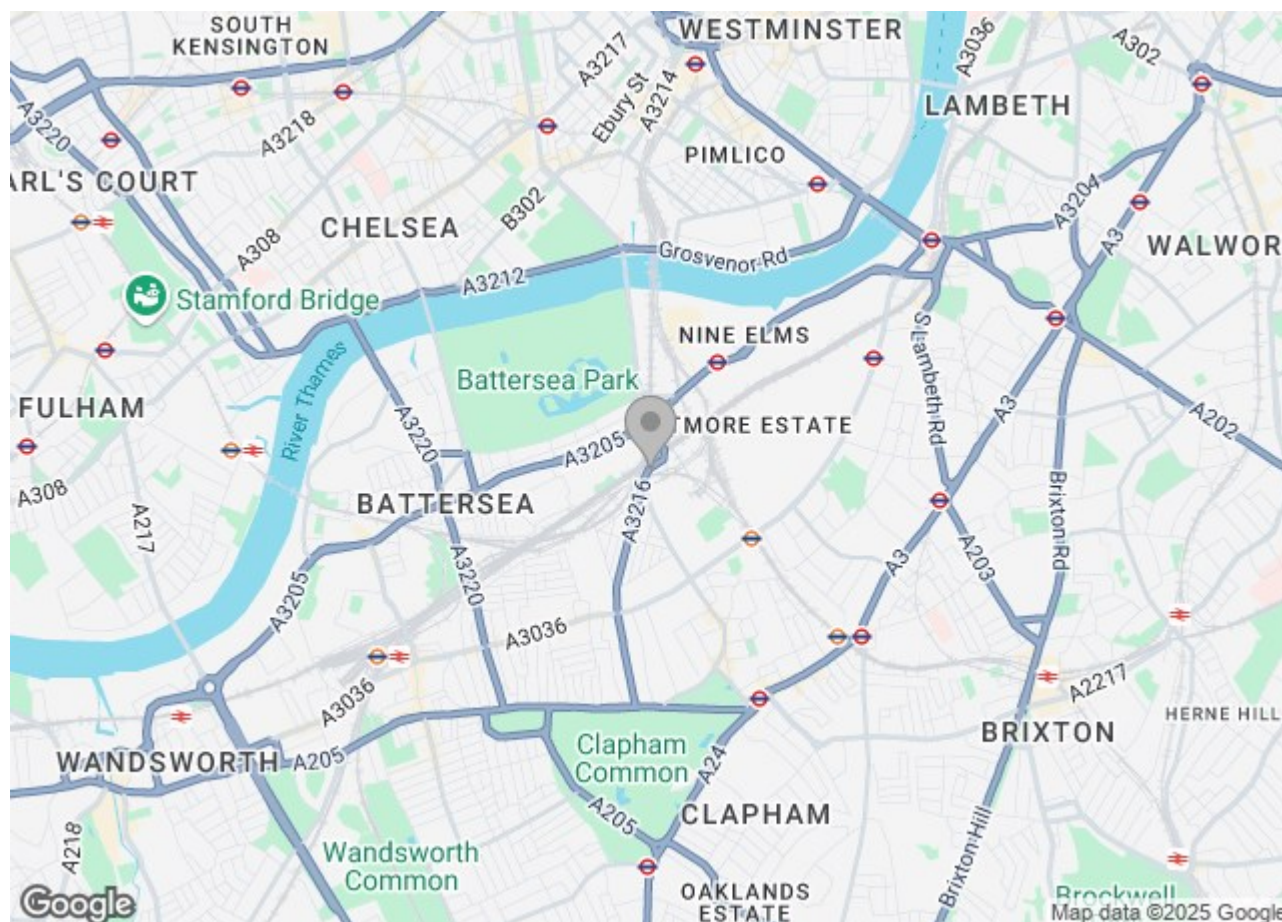 SOUTH
KENSINGTON
WESTMINSTER
A3217
A3036
A302
Ebury St
A3214
LAMBETH
A3220
A3218
PIMLICO
ARL'S COURT
B302
A3204
A308
CHELSEA
A3
WALWOR
Grosvenor Rd
A3212
Stamford Bridge
NINE ELMS
S Lambeth Rd
River Thames
Battersea Park
FULHAM
A3220
TMORE ESTATE
A3
A202
A3205
A308
A3216
BATTERSEA
Brixton Rd
A217
A3
A203
A3205
A3220
A3036
A3036
A2217
HERNE HILL
WANDSWORTH
A205
Clapham
Common
A24
BRIXTON
A205
CLAPHAM
A218
Wandsworth
Common
Brixton Hill
OAKLANDS
ESTATE
Brockwell
Google
Map data ©2025 Google